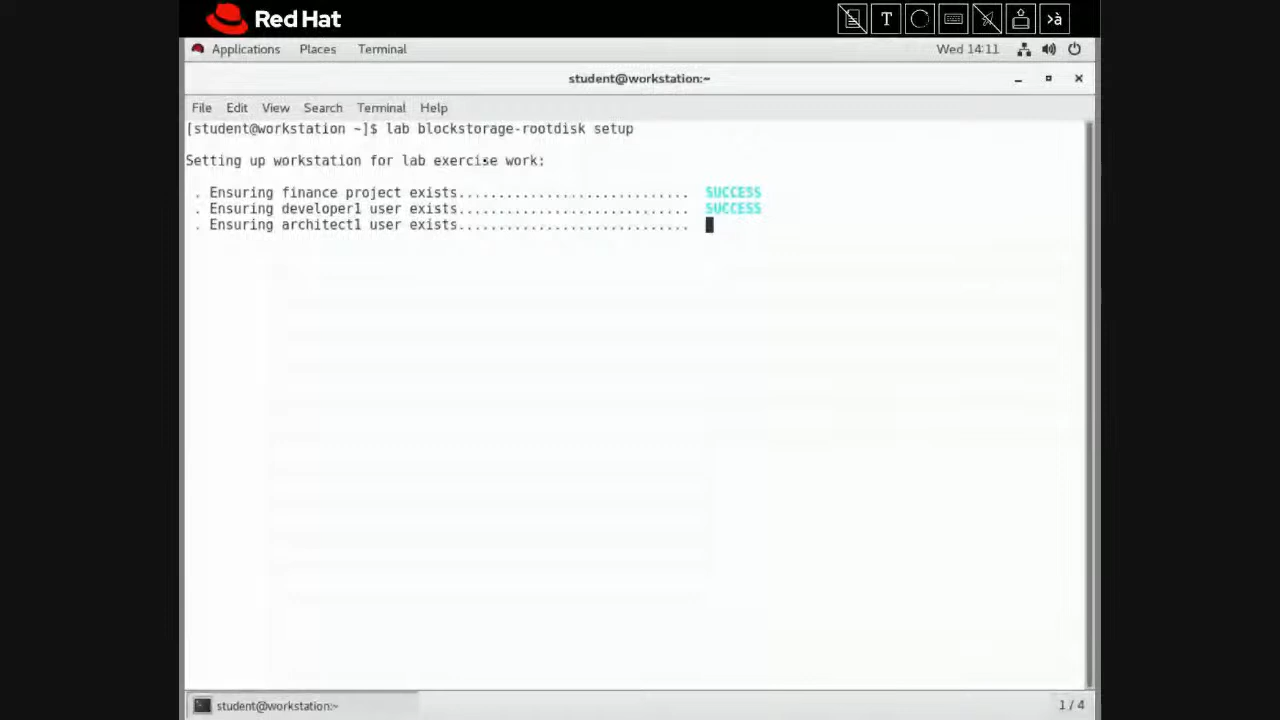 Red Hat
T
›à
Applications Places Terminal Wed 14:11
student@workstation:~
File Edit View Search Terminal Help
[student@workstation ~]$ lab blockstorage-rootdisk setup
Setting up workstation for lab exercise work:
. Ensuring finance project exists............................. SUCCESS
. Ensuring developer1 user exists............................. SUCCESS
. Ensuring architect1 user exists.............................
student@workstation:~ 1 / 4